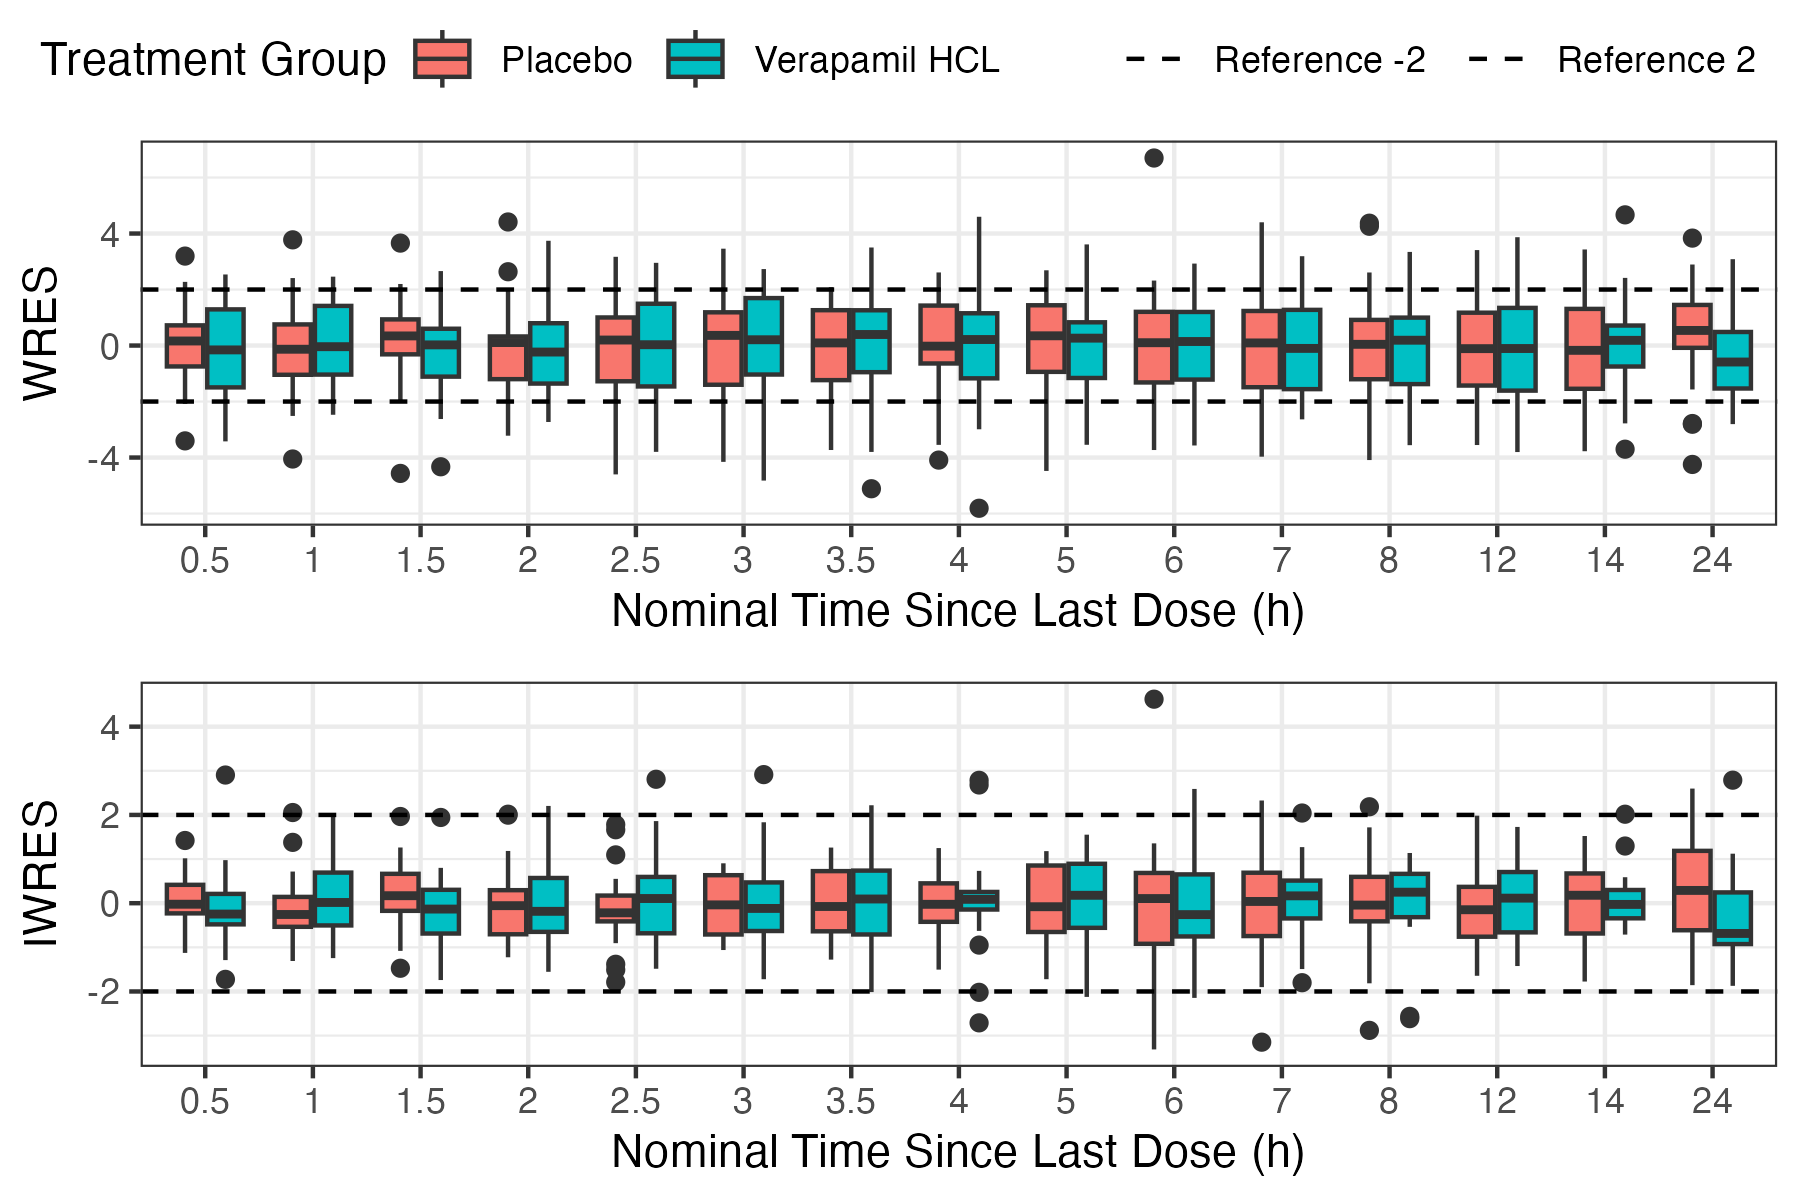 Treatment Group Placebo Verapamil HCL Reference -2 Reference 2
WRES
4
0
-4
0.5 1 1.5 2 2.5 3 3.5 4 5 6 7 8 12 14 24
Nominal Time Since Last Dose (h)
IWRES
4
2
0
-2
0.5 1 1.5 2 2.5 3 3.5 4 5 6 7 8 12 14 24
Nominal Time Since Last Dose (h)